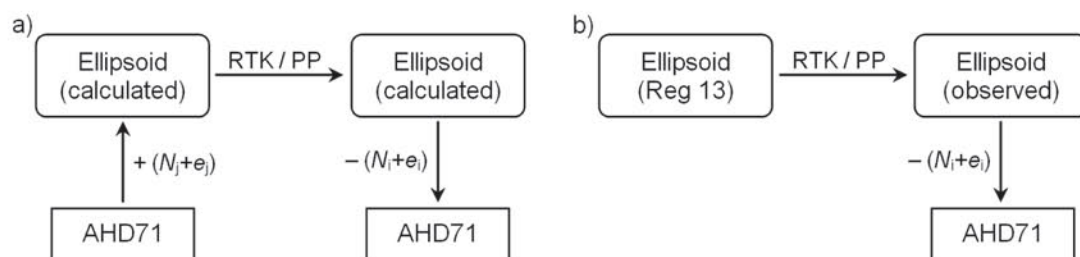 a)
Ellipsoid
(calculated)
RTK / PP
Ellipsoid
(calculated)
+ (Nj+ej)
− (Ni+ei)
AHD71
AHD71
b)
Ellipsoid
(Reg 13)
RTK / PP
Ellipsoid
(observed)
− (Ni+ei)
AHD71